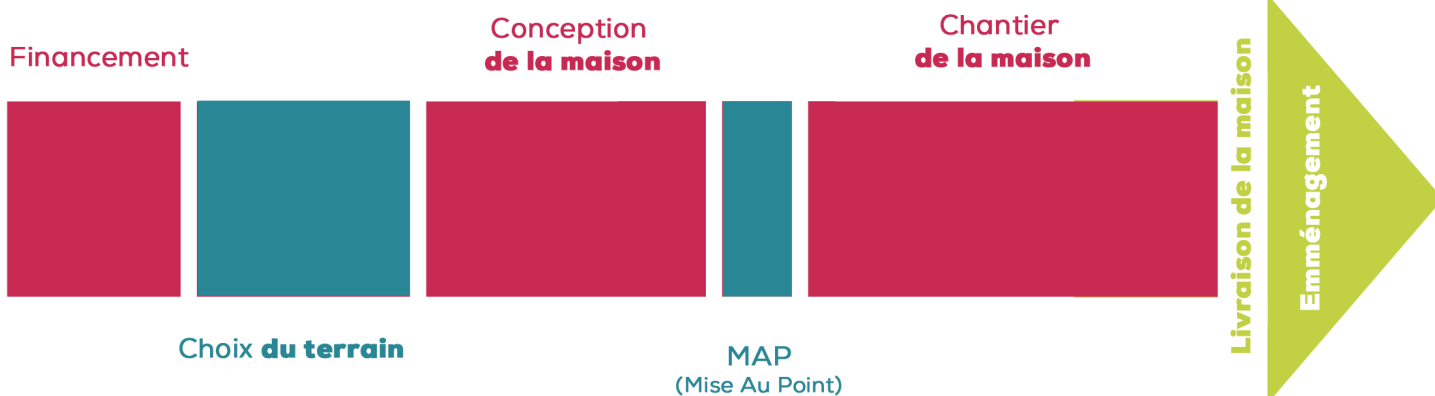 Financement
Choix du terrain
Conception
de la maison
MAP
(Mise Au Point)
Chantier
de la maison
Livraison de la maison
Emménagement